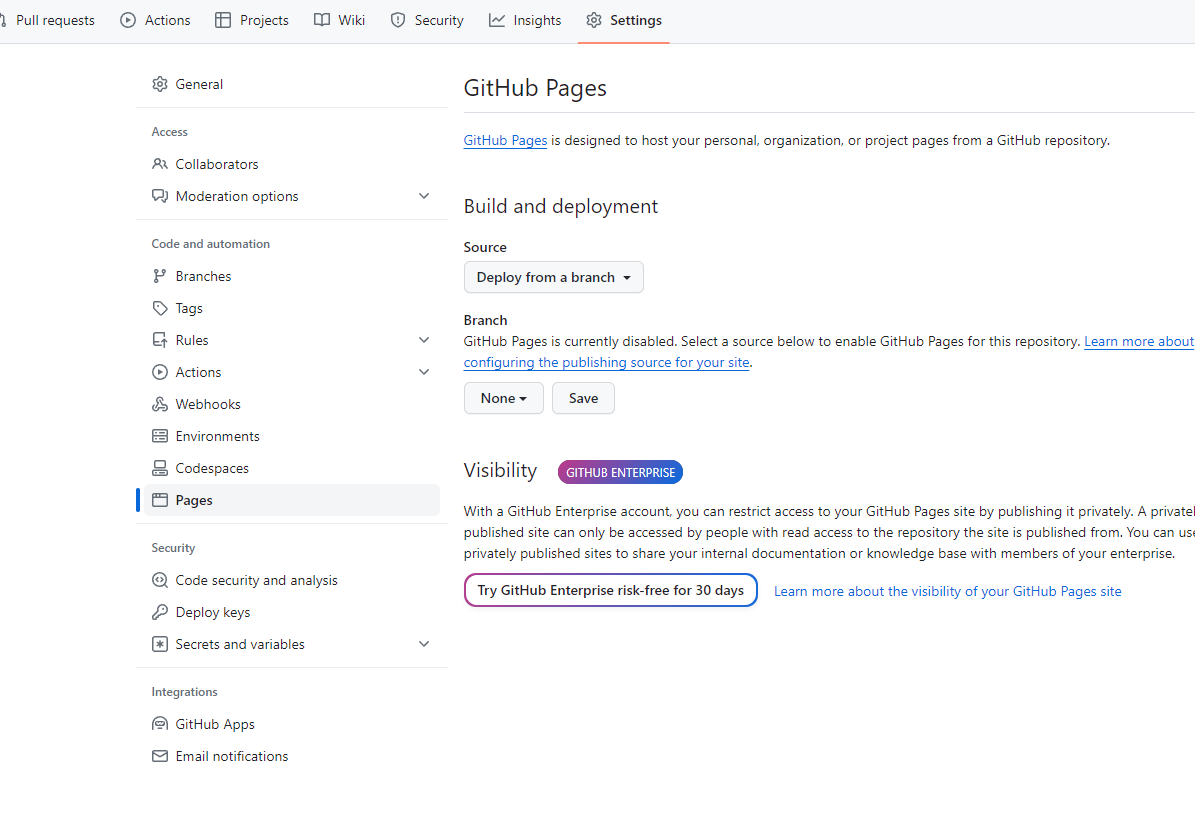 Pull requests
Actions
Projects
Wiki
Security
Insights
Settings
General
Access
Collaborators
Moderation options
Code and automation
Branches
Tags
Rules
Actions
Webhooks
Environments
Codespaces
Pages
Security
Code security and analysis
Deploy keys
Secrets and variables
Integrations
GitHub Apps
Email notifications
GitHub Pages
GitHub Pages is designed to host your personal, organization, or project pages from a GitHub repository.
Build and deployment
Source
Deploy from a branch
Branch
GitHub Pages is currently disabled. Select a source below to enable GitHub Pages for this repository. Learn more about
configuring the publishing source for your site.
None
Save
Visibility
GITHUB ENTERPRISE
With a GitHub Enterprise account, you can restrict access to your GitHub Pages site by publishing it privately. A privatel
published site can only be accessed by people with read access to the repository the site is published from. You can use
privately published sites to share your internal documentation or knowledge base with members of your enterprise.
Try GitHub Enterprise risk-free for 30 days
Learn more about the visibility of your GitHub Pages site